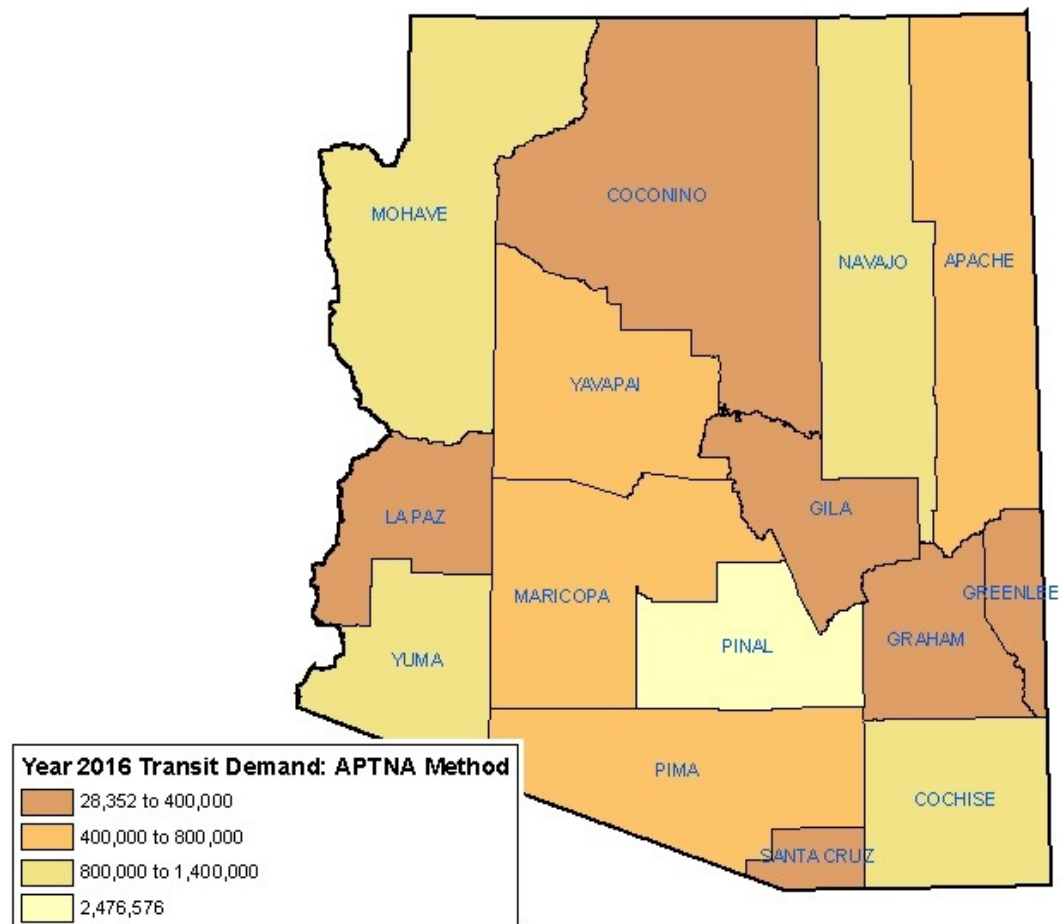 COCONINO
MOHAVE
NAVAJO
APACHE
YAVAPAI
LA PAZ
GILA
MARICOPA
GREENLEE
GRAHAM
PINAL
YUMA
PIMA
COCHISE
SANTA CRUZ
Year 2016 Transit Demand: APTNA Method
28,352 to 400,000
400,000 to 800,000
800,000 to 1,400,000
2,476,576